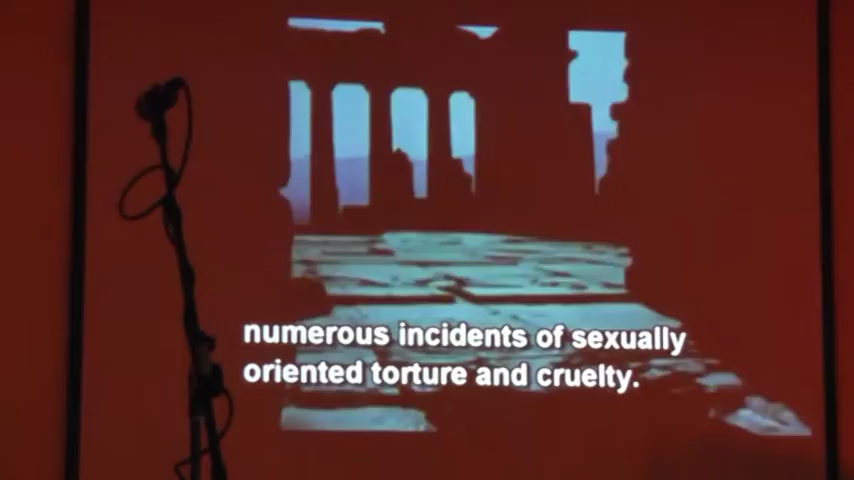 numerous incidents of sexually
oriented torture and cruelty.